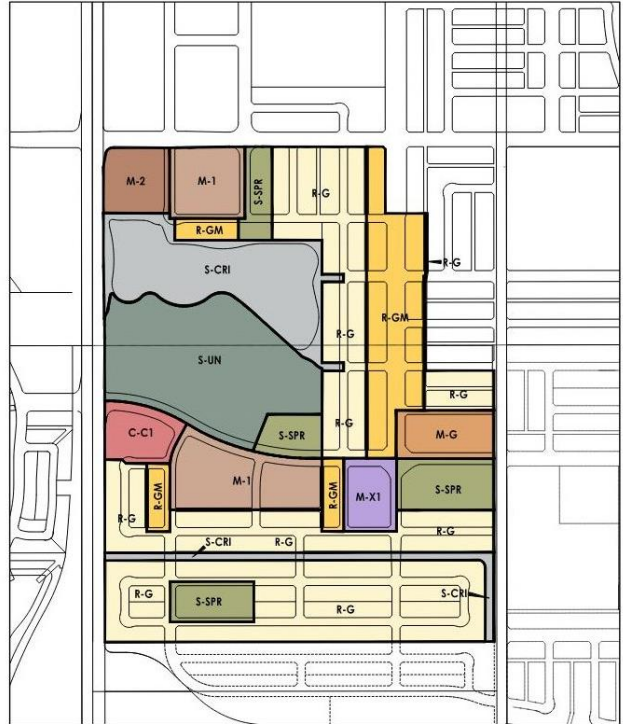 M-2
M-1
S-SPR
R-G
R-GM
S-CRI
R-G
R-GM
R-G
S-UN
R-G
R-G
C-C1
S-SPR
M-G
M-1
R-GM
R-GM
M-X1
S-SPR
R-G
R-G
S-CRI
R-G
S-CRI
R-G
S-SPR
R-G